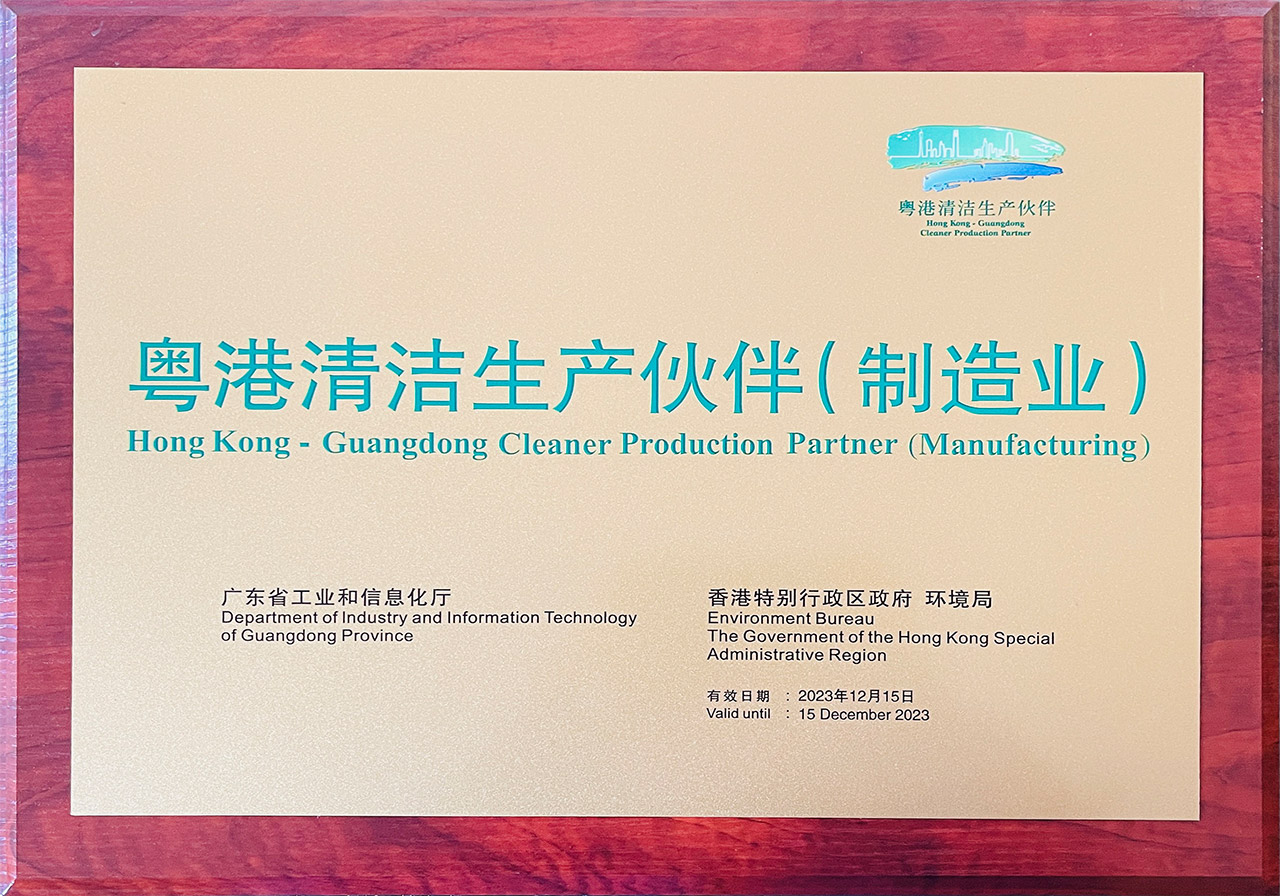 粤港清洁生产伙伴
Hong Kong - Guangdong
Cleaner Production Partner
粤港清洁生产伙伴(制造业)
Hong Kong - Guangdong Cleaner Production Partner (Manufacturing)
广东省工业和信息化厅
Department of Industry and Information Technology
of Guangdong Province
香港特别行政区政府 环境局
Environment Bureau
The Government of the Hong Kong Special
Administrative Region
有效日期 : 2023年12月15日
Valid until : 15 December 2023